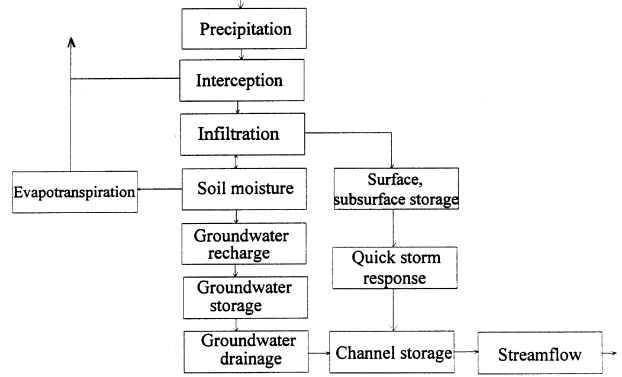 Precipitation
Interception
Infiltration
Evapotranspiration
Soil moisture
Surface,
subsurface storage
Groundwater
recharge
Quick storm
response
Groundwater
storage
Groundwater
drainage
Channel storage
Streamflow